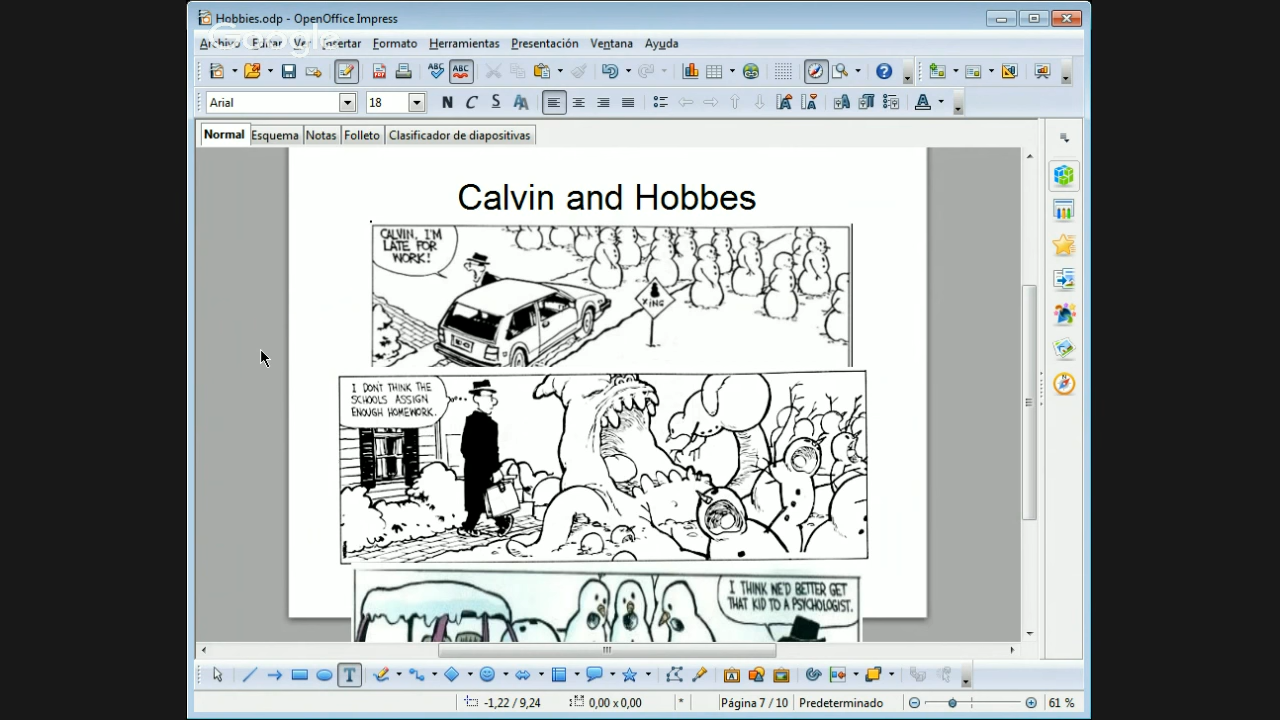 Hobbies.odp - OpenOffice Impress
Google
Archivo Editar Ver Insertar Formato Herramientas Presentación Ventana Ayuda
Arial 18 N C S
Normal Esquema Notas Folleto Clasificador de diapositivas
Calvin and Hobbes
CALVIN, I'M
LATE FOR
WORK!
XING
I DON'T THINK THE
SCHOOLS ASSIGN
ENOUGH HOMEWORK.
I THINK WE'D BETTER GET
THAT KID TO A PSYCHOLOGIST.
-1,22 / 9,24 0,00 x 0,00 * Página 7 / 10 Predeterminado 61 %